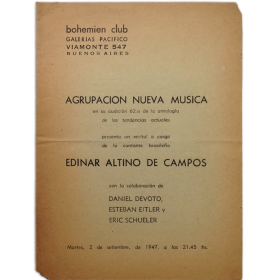 bohemien club
GALERIAS PACIFICO
VIAMONTE 547
BUENOS AIRES
AGRUPACION NUEVA MUSICA
en su audición 62.a de la antología
de las tendencias actuales
presenta un recital a cargo
de la cantante brasileña
EDINAR ALTINO DE CAMPOS
con la colaboración de
DANIEL DEVOTO,
ESTEBAN EITLER y
ERIC SCHUELER
Martes, 2 de setiembre, de 1947, a las 21.45 hs.